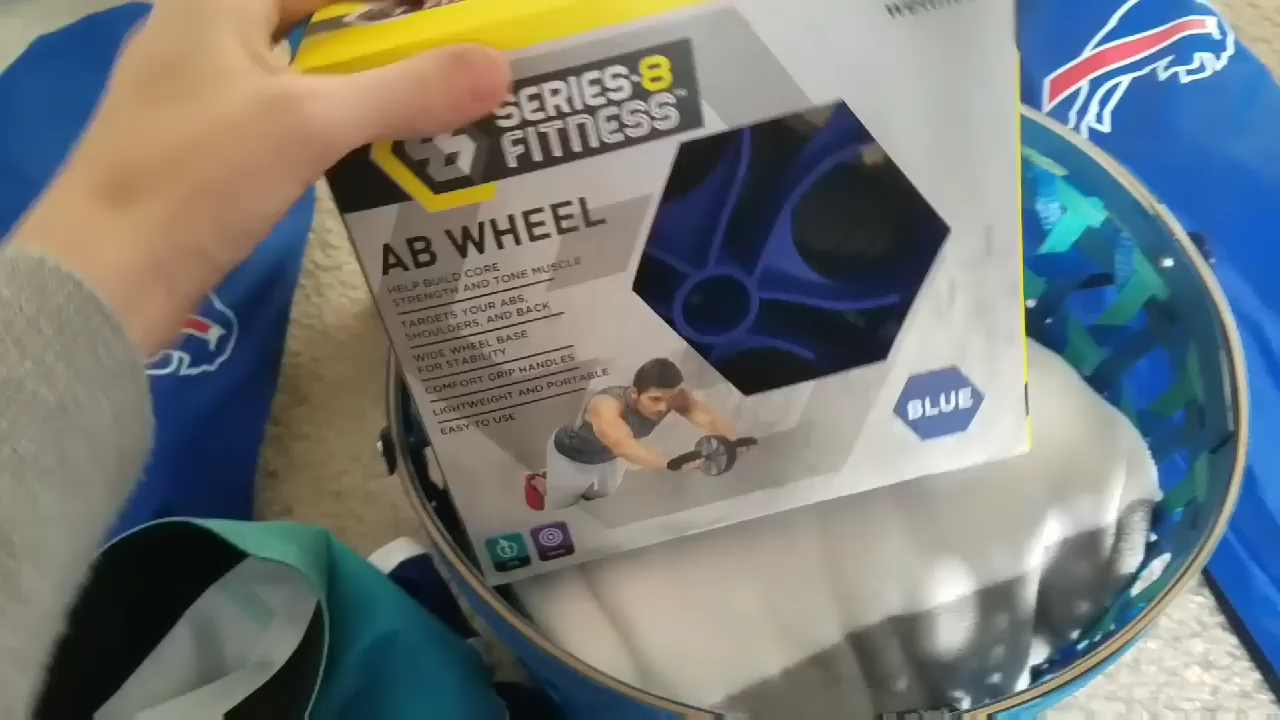 SERIES-8
FITNESS™
AB WHEEL
HELP BUILD CORE
STRENGTH AND TONE MUSCLE
TARGETS YOUR ABS,
SHOULDERS, AND BACK
WIDE WHEEL BASE
FOR STABILITY
COMFORT GRIP HANDLES
LIGHTWEIGHT AND PORTABLE
EASY TO USE
BLUE